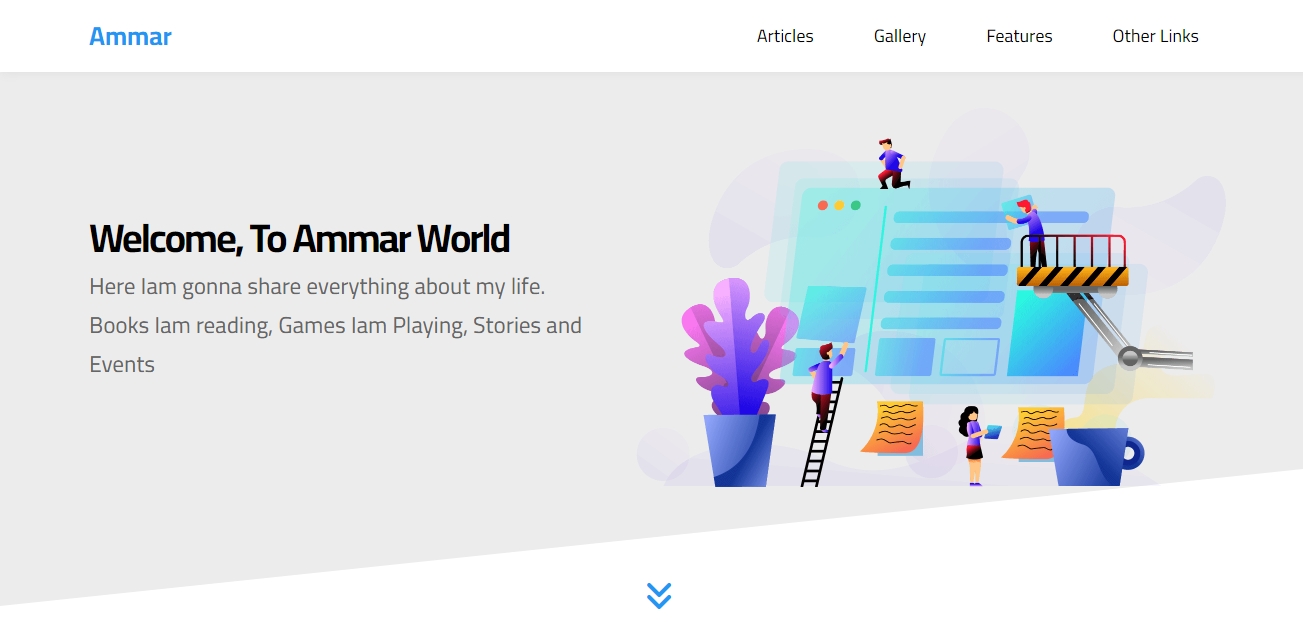 Ammar
Articles
Gallery
Features
Other Links
Welcome, To Ammar World
Here Iam gonna share everything about my life.
Books Iam reading, Games Iam Playing, Stories and
Events